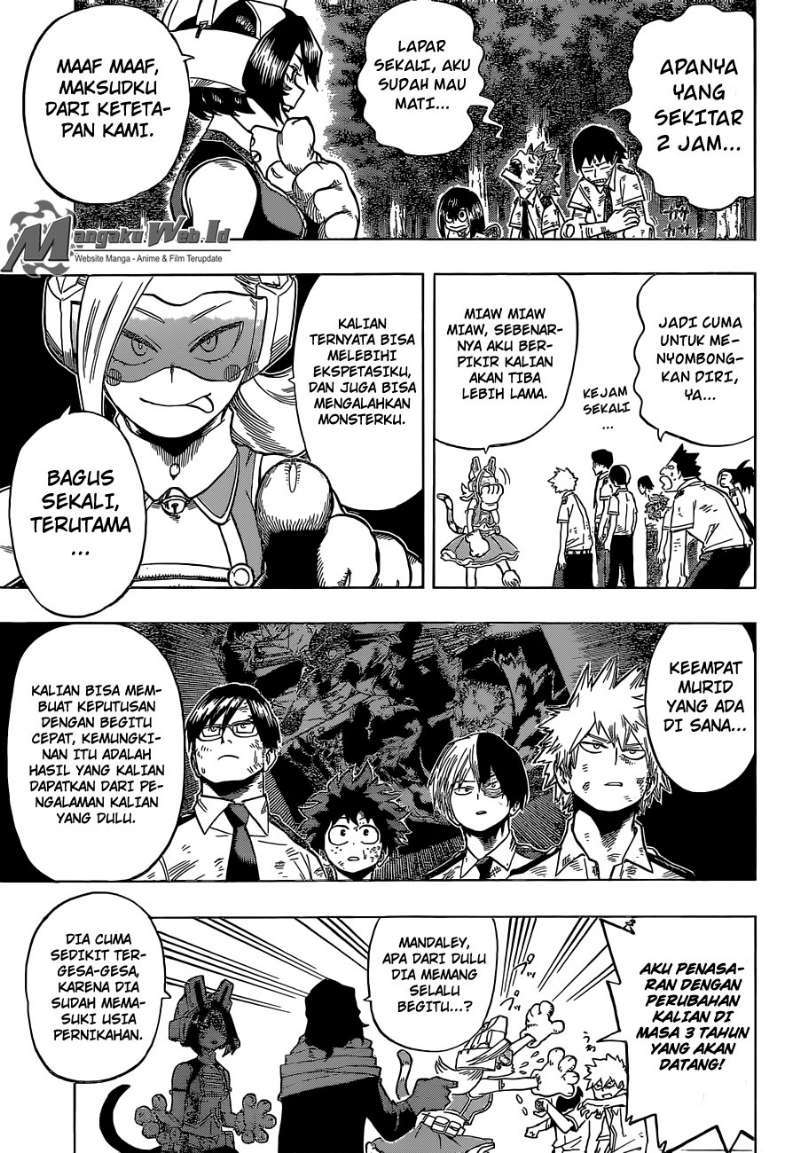 APANYA
YANG
SEKITAR
2 JAM...
LAPAR
SEKALI, AKU
SUDAH MAU
MATI...
MAAF MAAF,
MAKSUDKU
DARI KETETA-
PAN KAMI.
Mangaku.Web.Id
Website Manga - Anime & Film Terupdate
JADI CUMA
UNTUK ME-
NYOMBONG-
KAN DIRI,
YA...
KEJAM
SEKALI
...
MIAW MIAW
MIAW, SEBENAR-
NYA AKU BER-
PIKIR KALIAN
AKAN TIBA
LEBIH LAMA.
KALIAN
TERNYATA BISA
MELEBIHI
EKSPETASIKU,
DAN JUGA BISA
MENGALAHKAN
MONSTERKU.
BAGUS
SEKALI,
TERUTAMA
...
KEEMPAT
MURID
YANG ADA
DI SANA...
KALIAN BISA MEM-
BUAT KEPUTUSAN
DENGAN BEGITU
CEPAT, KEMUNGKI-
NAN ITU ADALAH
HASIL YANG KALIAN
DAPATKAN DARI PE-
NGALAMAN KALIAN
YANG DULU.
AKU PENASA-
RAN DENGAN
PERUBAHAN
KALIAN DI
MASA 3 TAHUN
YANG AKAN
DATANG!
MANDALEY,
APA DARI DULU
DIA MEMANG
SELALU
BEGITU...?
DIA CUMA
SEDIKIT TER-
GESA-GESA,
KARENA DIA
SUDAH MEMA-
SUKI USIA
PERNIKAHAN.